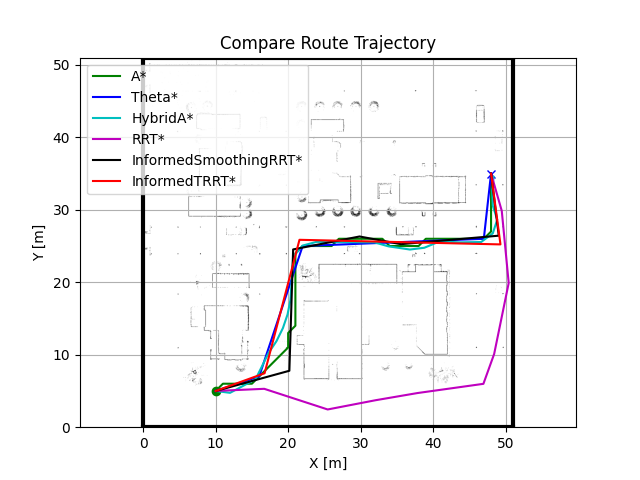 Compare Route Trajectory
A*
Theta*
HybridA*
RRT*
InformedSmoothingRRT*
InformedTRRT*
Y [m]
50
40
30
20
10
0
0 10 20 30 40 50
X [m]